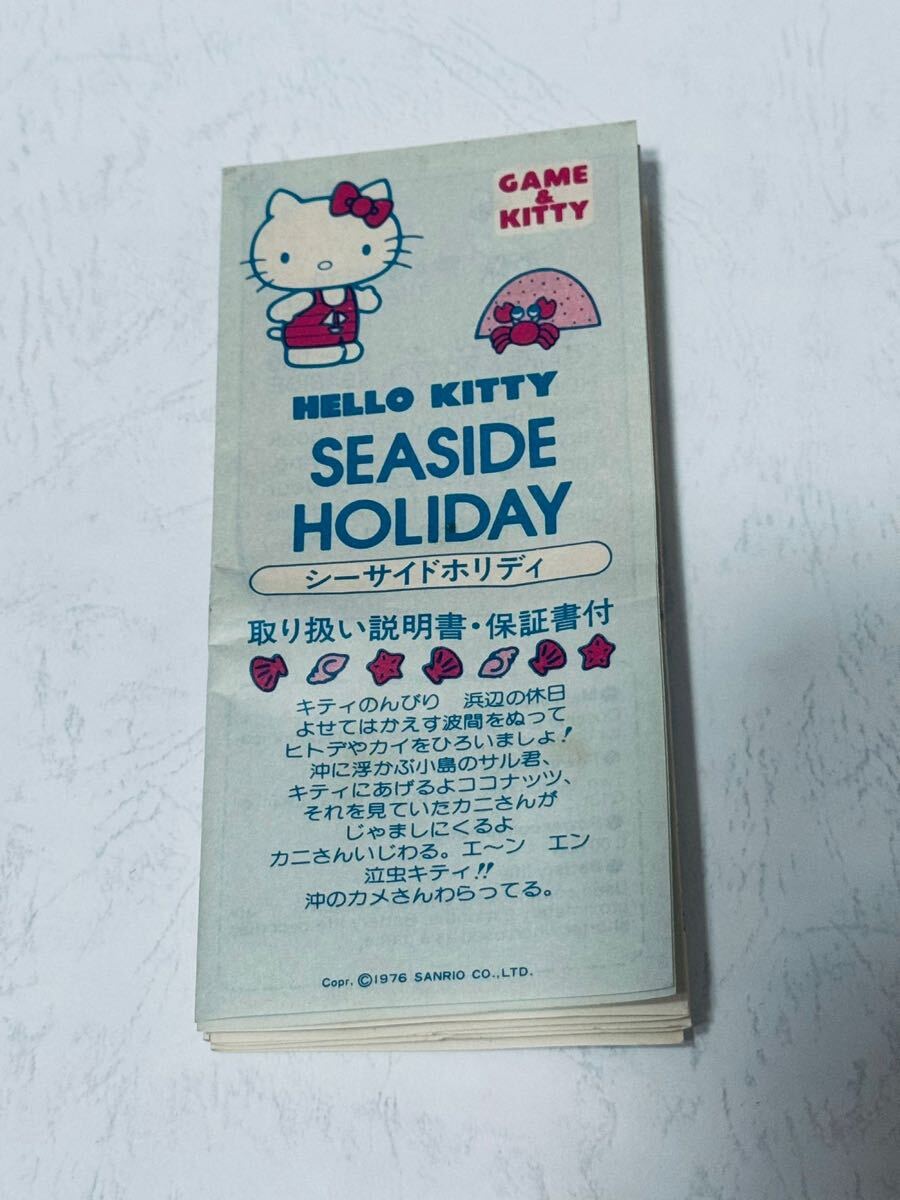 GAME
&
KITTY
HELLO KITTY
SEASIDE
HOLIDAY
シーサイドホリディ
取り扱い説明書・保証書付
キティのんびり　浜辺の休日
よせてはかえす波間をぬって
ヒトデやカイをひろいましよ!
沖に浮かぶ小島のサル君、
キティにあげるよココナッツ、
それを見ていたカニさんが
じゃましにくるよ
カニさんいじわる。エ〜ン　エン
泣虫キティ!!
沖のカメさんわらってる。
Copr. ©1976 SANRIO CO.,LTD.